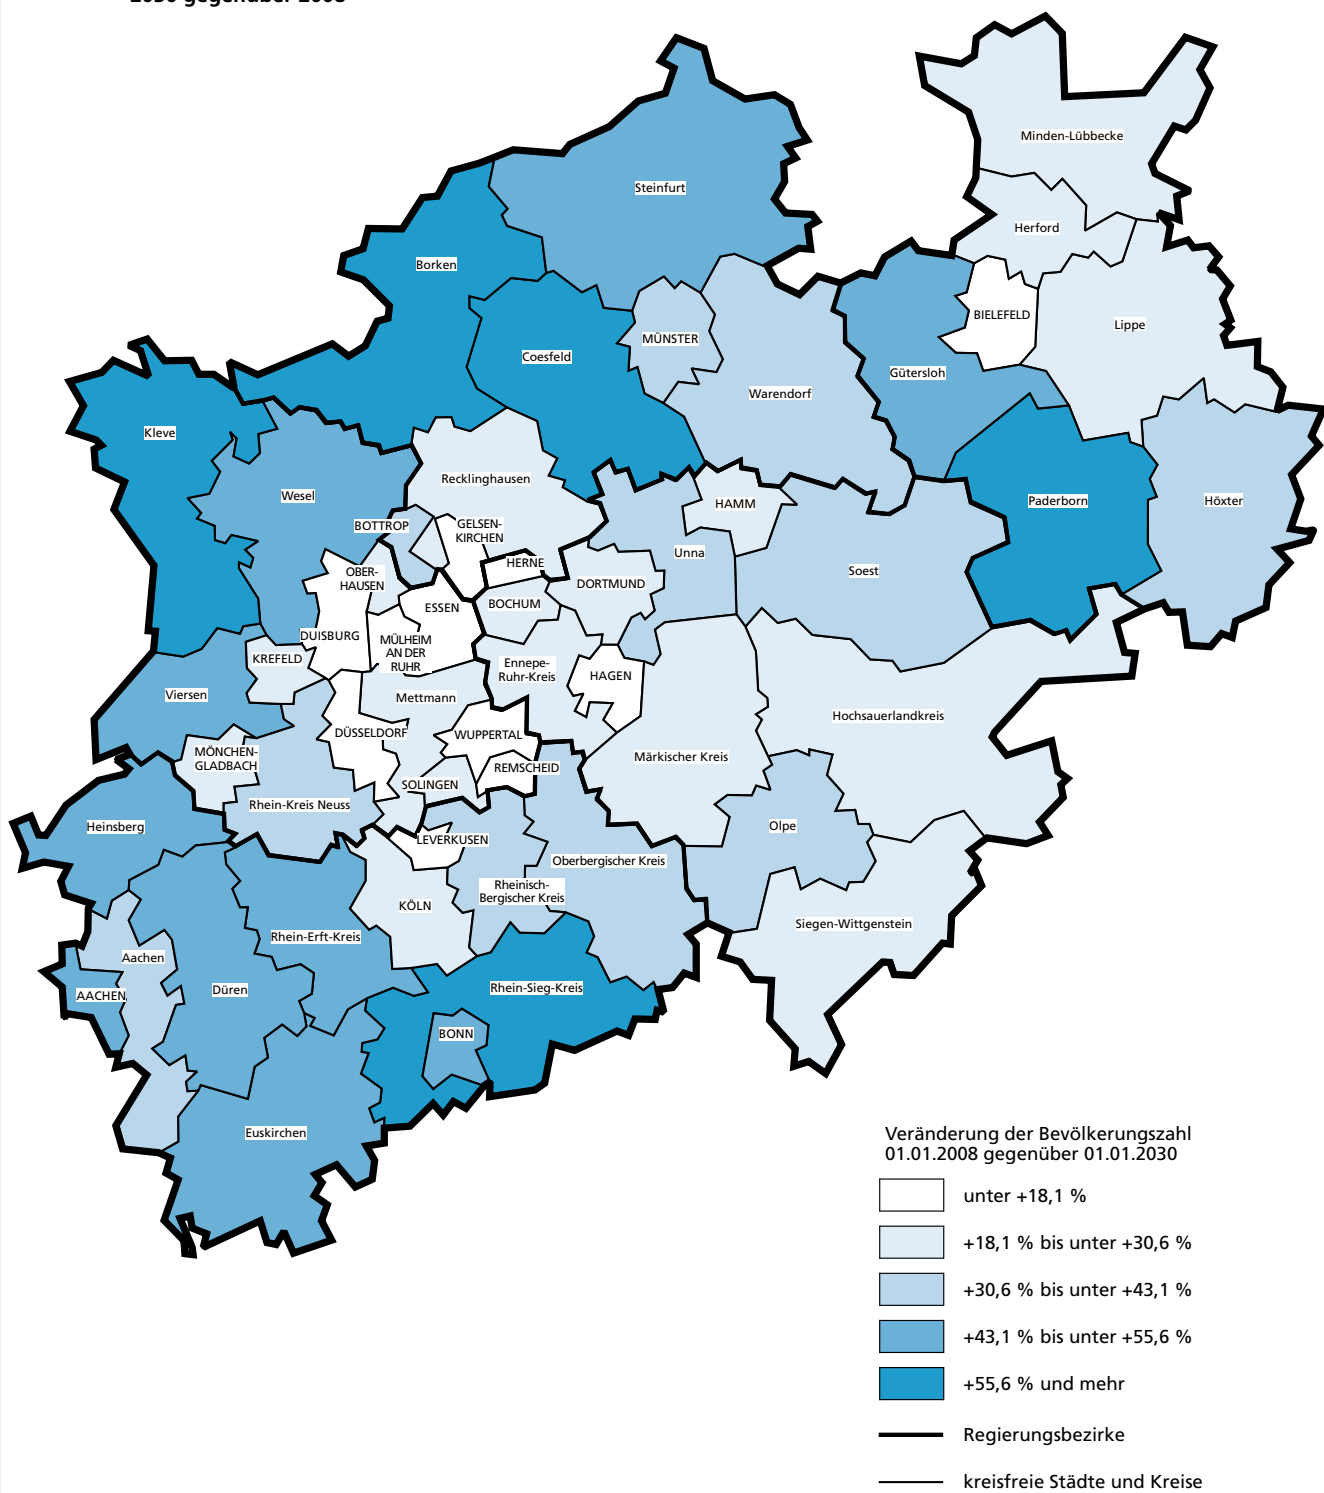 2030 gegenüber 2008
Minden-Lübbecke
Steinfurt
Herford
Borken
BIELEFELD
Lippe
MÜNSTER
Coesfeld
Gütersloh
Warendorf
Kleve
Recklinghausen
Wesel
Paderborn
Höxter
HAMM
BOTTROP
GELSEN-
KIRCHEN
Unna
HERNE
Soest
OBER-
HAUSEN
DORTMUND
ESSEN
BOCHUM
DUISBURG
MÜLHEIM
AN DER
RUHR
KREFELD
Ennepe-
Ruhr-Kreis
HAGEN
Viersen
Mettmann
Hochsauerlandkreis
DÜSSELDORF
WUPPERTAL
MÖNCHEN-
GLADBACH
Märkischer Kreis
REMSCHEID
SOLINGEN
Rhein-Kreis Neuss
Heinsberg
Olpe
LEVERKUSEN
Oberbergischer Kreis
Rheinisch-
Bergischer Kreis
KÖLN
Siegen-Wittgenstein
Rhein-Erft-Kreis
Aachen
AACHEN
Düren
Rhein-Sieg-Kreis
BONN
Euskirchen
Veränderung der Bevölkerungszahl
01.01.2008 gegenüber 01.01.2030
unter +18,1 %
+18,1 % bis unter +30,6 %
+30,6 % bis unter +43,1 %
+43,1 % bis unter +55,6 %
+55,6 % und mehr
Regierungsbezirke
kreisfreie Städte und Kreise